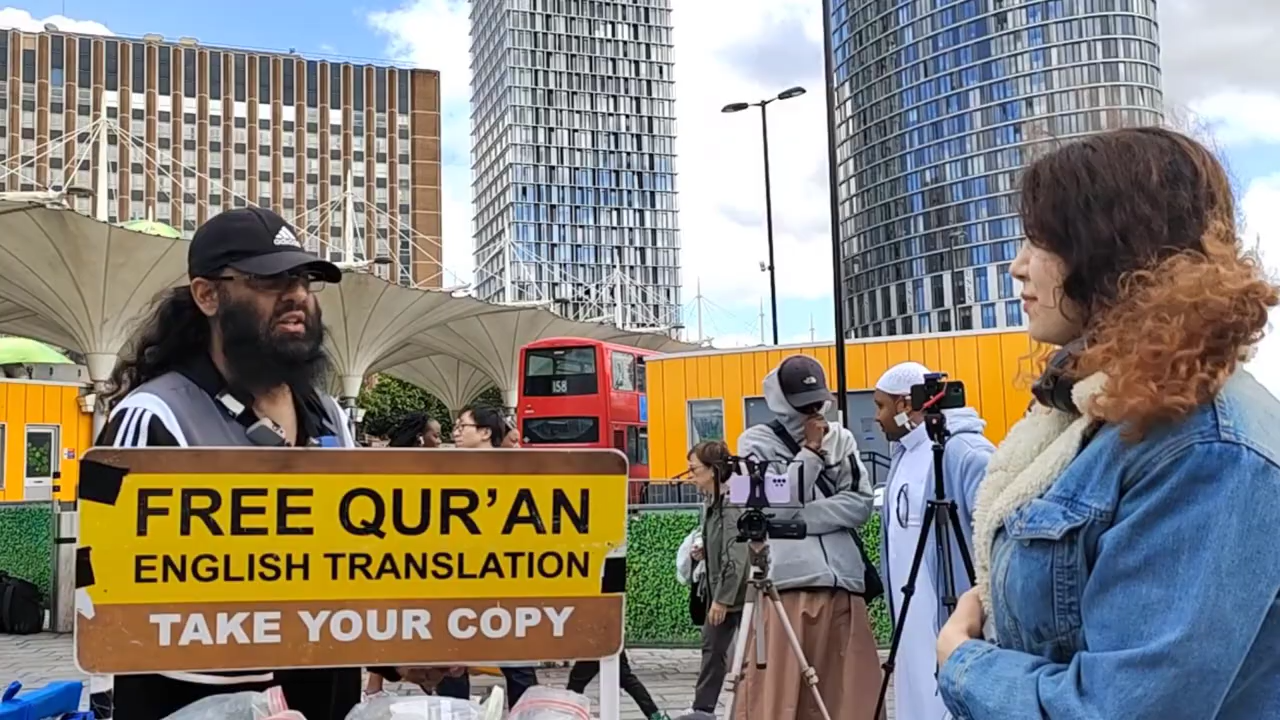 adidas
158
FREE QUR'AN
ENGLISH TRANSLATION
TAKE YOUR COPY